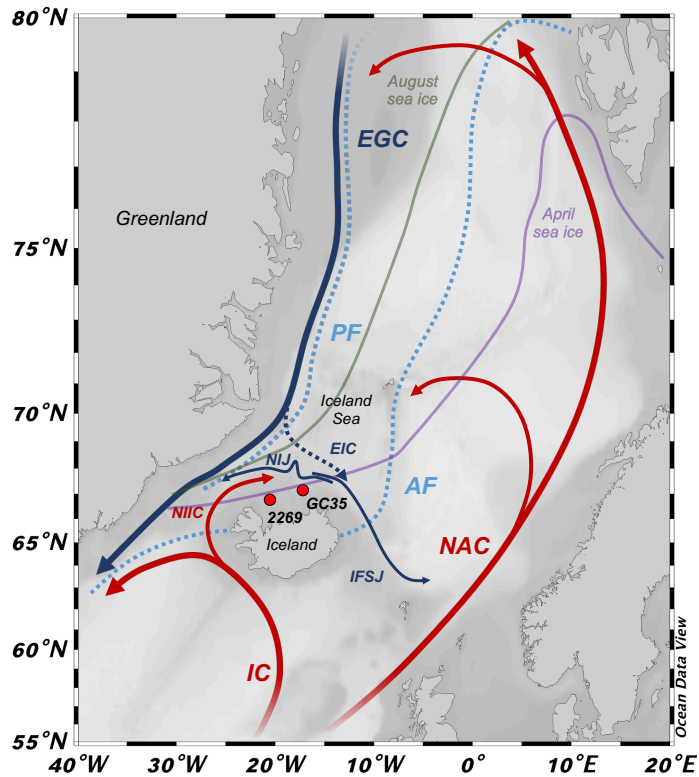 80°N
August
sea ice
EGC
Greenland
April
sea ice
75°N
PF
70°N
Iceland
Sea
EIC
NIJ
AF
NIIC
GC35
2269
65°N
Iceland
NAC
IFSJ
60°N
IC
Ocean Data View
55°N
40°W
30°W
20°W
10°W
0°
10°E
20°E